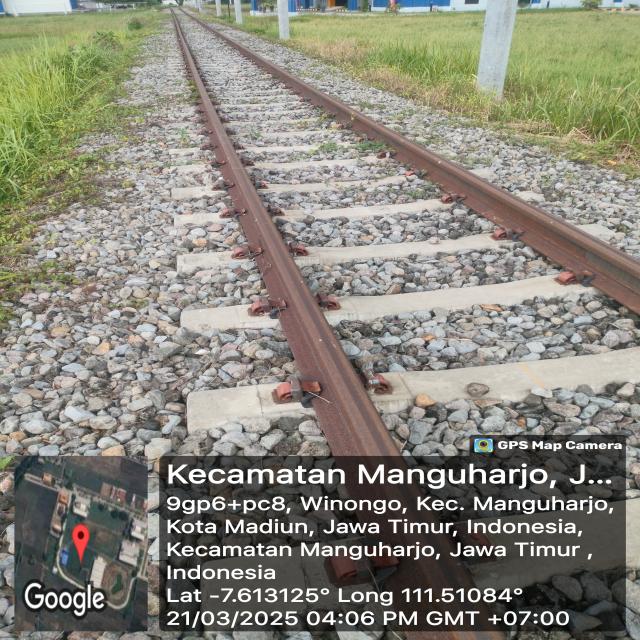 GPS Map Camera
Kecamatan Manguharjo, J...
9gp6+pc8, Winongo, Kec. Manguharjo,
Kota Madiun, Jawa Timur, Indonesia,
Kecamatan Manguharjo, Jawa Timur ,
Indonesia
Lat -7.613125° Long 111.51084°
21/03/2025 04:06 PM GMT +07:00
Google